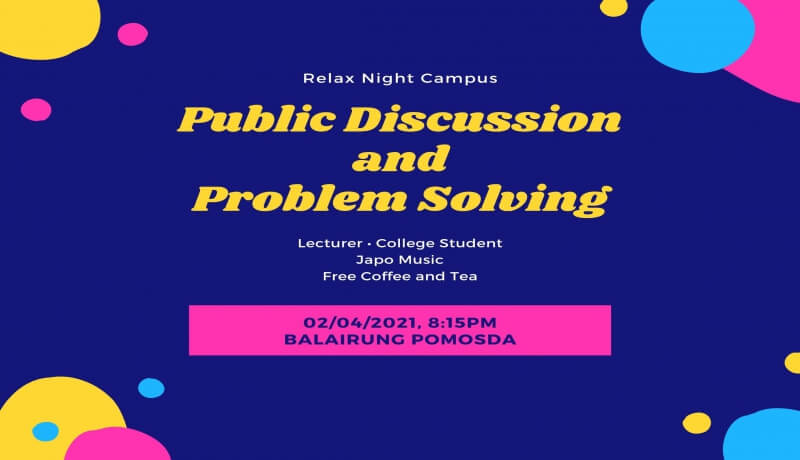 Relax Night Campus
Public Discussion
and
Problem Solving
Lecturer • College Student
Japo Music
Free Coffee and Tea
02/04/2021, 8:15PM
BALAIRUNG POMOSDA